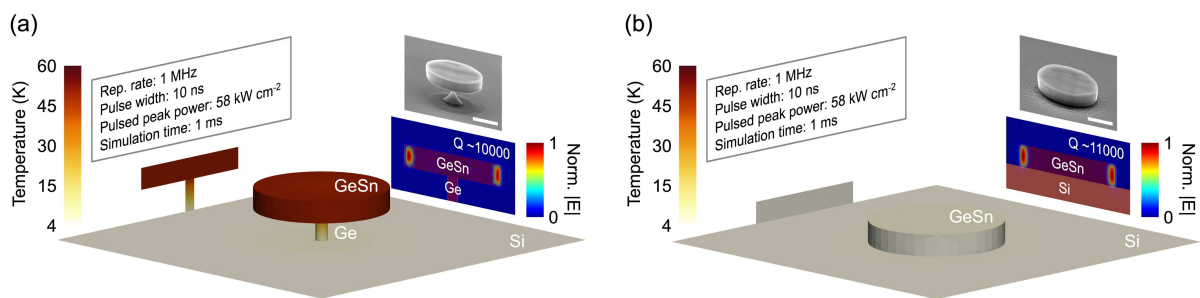 (a)
Temperature (K)
60
45
30
15
4
Rep. rate: 1 MHz
Pulse width: 10 ns
Pulsed peak power: 58 kW cm⁻²
Simulation time: 1 ms
Q ~10000
GeSn
Ge
1
0
Norm. |E|
GeSn
Ge
Si
(b)
Temperature (K)
60
45
30
15
4
Rep. rate: 1 MHz
Pulse width: 10 ns
Pulsed peak power: 58 kW cm⁻²
Simulation time: 1 ms
Q ~11000
GeSn
Si
1
0
Norm. |E|
GeSn
Si